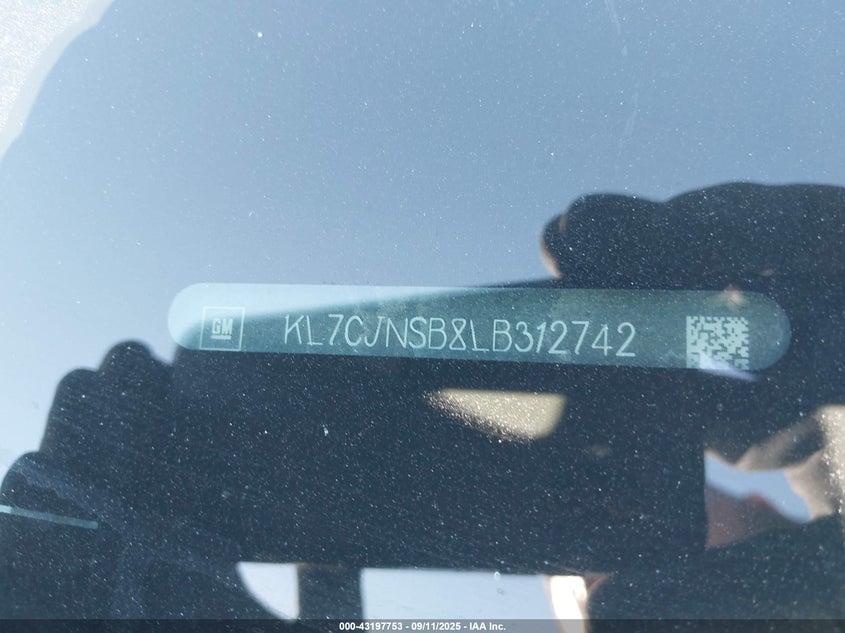 GM KL7CJNSB8LB312742
000-43197753 - 09/11/2025 - IAA Inc.